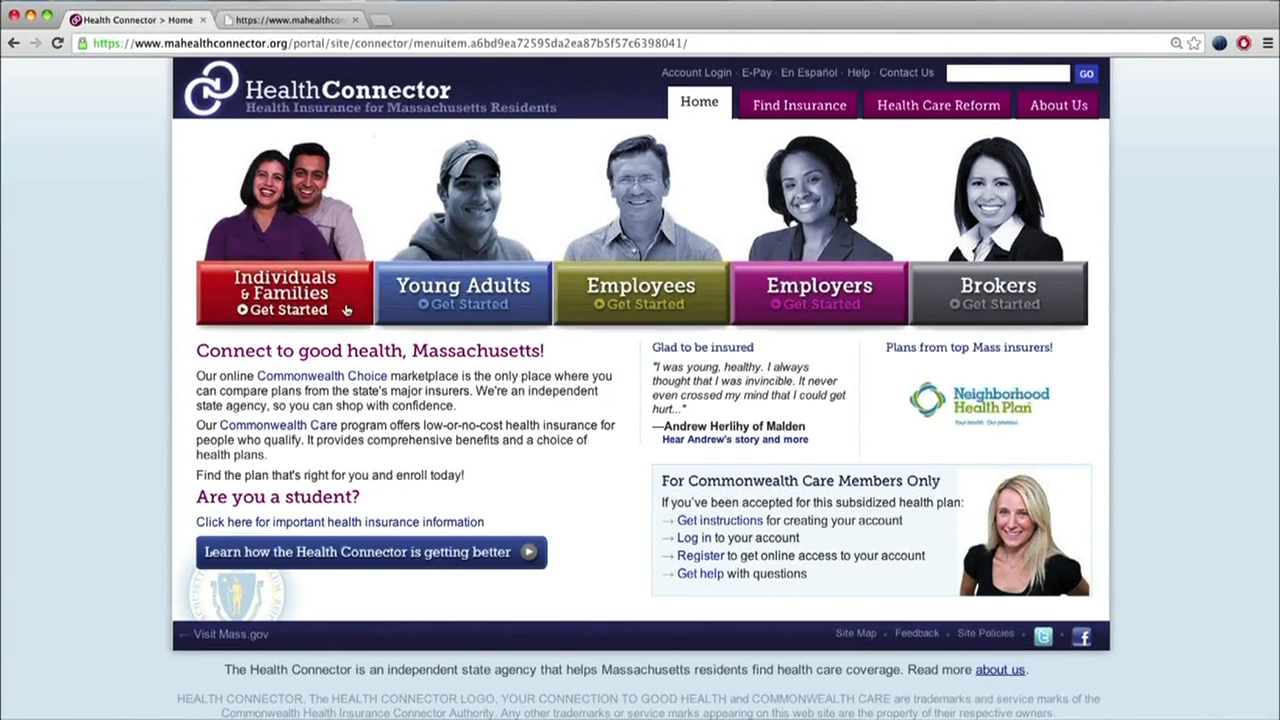 Health Connector > Home
https://www.mahealthcon
https://www.mahealthconnector.org/portal/site/connector/menuitem.a6bd9ea72595da2ea87b5f57c6398041/
HealthConnector
Health Insurance for Massachusetts Residents
Account Login · E-Pay · En Español · Help · Contact Us
GO
Home
Find Insurance
Health Care Reform
About Us
Individuals
& Families
Get Started
Young Adults
Get Started
Employees
Get Started
Employers
Get Started
Brokers
Get Started
Connect to good health, Massachusetts!
Our online Commonwealth Choice marketplace is the only place where you
can compare plans from the state's major insurers. We're an independent
state agency, so you can shop with confidence.
Our Commonwealth Care program offers low-or-no-cost health insurance for
people who qualify. It provides comprehensive benefits and a choice of
health plans.
Find the plan that's right for you and enroll today!
Are you a student?
Click here for important health insurance information
Learn how the Health Connector is getting better
Glad to be insured
"I was young, healthy. I always
thought that I was invincible. It never
even crossed my mind that I could get
hurt..."
—Andrew Herlihy of Malden
Hear Andrew's story and more
Plans from top Mass insurers!
Neighborhood
Health Plan
Your health. Our promise.
For Commonwealth Care Members Only
If you've been accepted for this subsidized health plan:
→ Get instructions for creating your account
→ Log in to your account
→ Register to get online access to your account
→ Get help with questions
← Visit Mass.gov
Site Map • Feedback • Site Policies •
The Health Connector is an independent state agency that helps Massachusetts residents find health care coverage. Read more about us.
HEALTH CONNECTOR, The HEALTH CONNECTOR LOGO, YOUR CONNECTION TO GOOD HEALTH and COMMONWEALTH CARE are trademarks and service marks of the
Commonwealth Health Insurance Connector Authority. Any other trademarks or service marks appearing on this web site are the property of their respective owners.